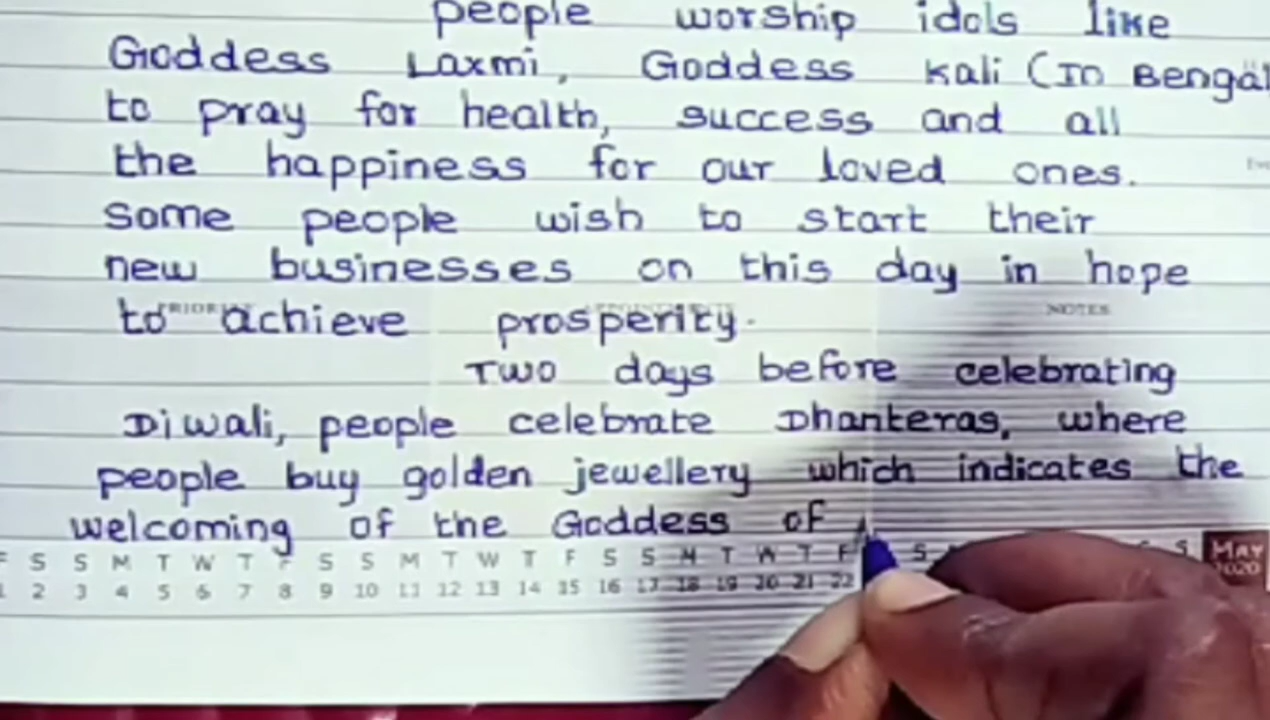 people worship idols like
Goddess Laxmi, Goddess Kali (In Bengal
to pray for health, success and all
the happiness for our loved ones.
Some people wish to start their
new businesses on this day in hope
to achieve prosperity.
NOTES
Two days before celebrating
Diwali, people celebrate Dhanteras, where
people buy golden jewellery which indicates the
welcoming of the Goddess of
S S M T W T F S S M T W T F S S M T W T F S
2 3 4 5 6 7 8 9 10 11 12 13 14 15 16 17 18 19 20 21 22
MAY
2020